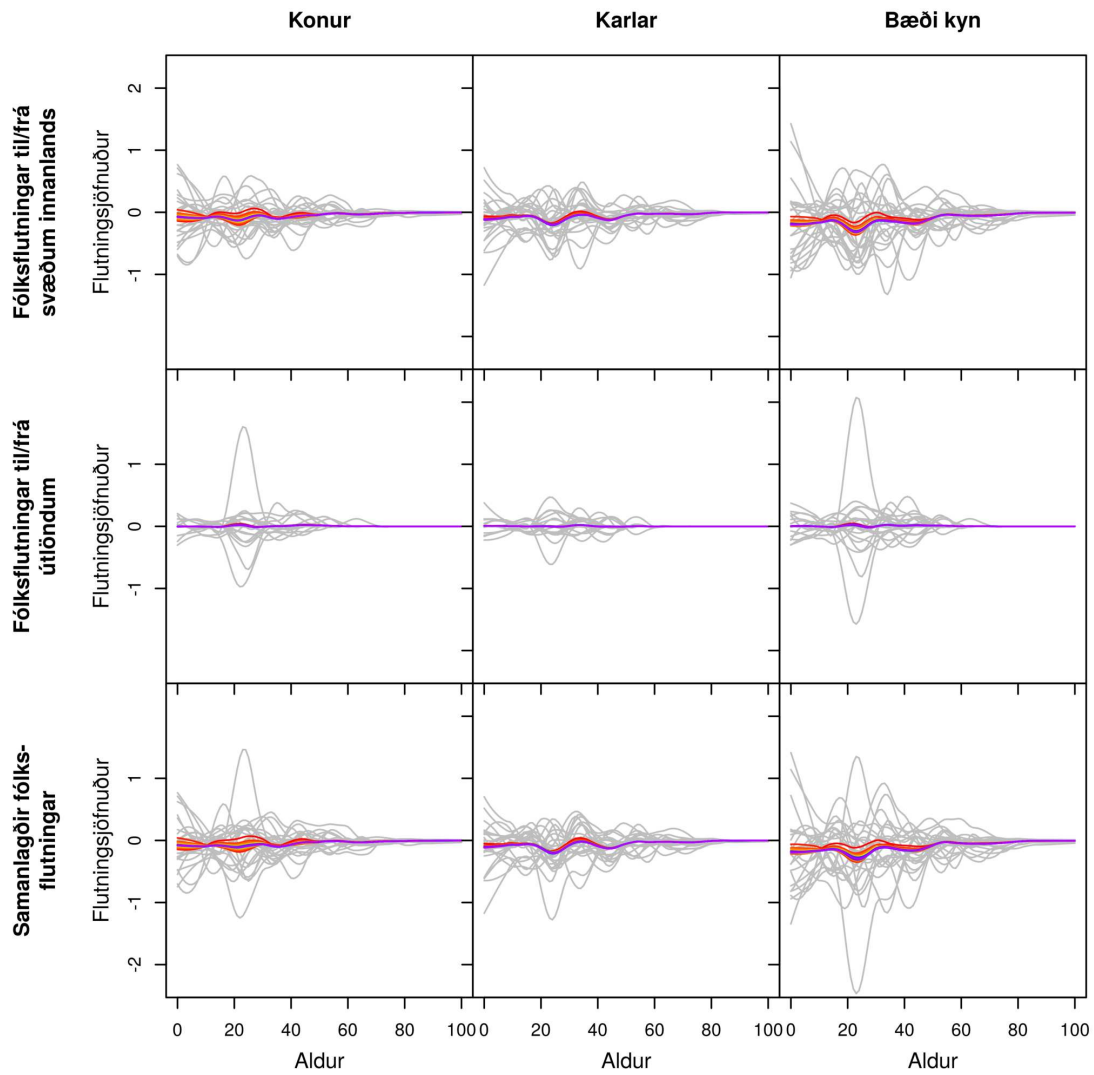 Konur
Karlar
Bæði kyn
Fólksflutningar til/frá
svæðum innanlands
Flutningsjöfnuður
2
1
0
-1
Fólksflutningar til/frá
útlöndum
Flutningsjöfnuður
1
0
-1
Samanlagðir fólks-
flutningar
Flutningsjöfnuður
1
0
-1
-2
0 20 40 60 80 100
0 20 40 60 80 100
0 20 40 60 80 100
Aldur
Aldur
Aldur